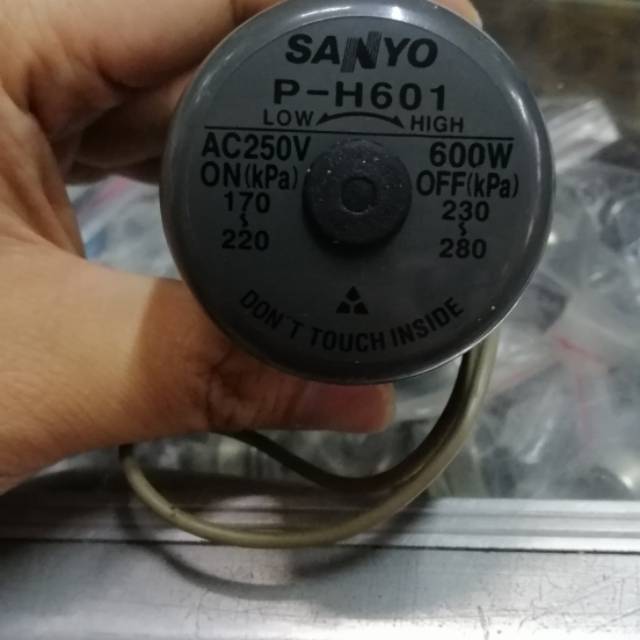 SANYO
P-H601
LOW HIGH
AC250V 600W
ON(kPa) OFF(kPa)
170 230
~ ~
220 280
DON'T TOUCH INSIDE